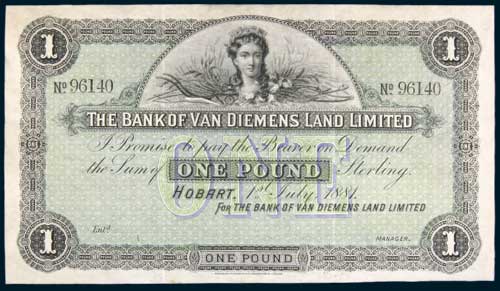 1 1
No 96140 No 96140
THE BANK OF VAN DIEMENS LAND LIMITED
I Promise to pay the Bearer on Demand
the Sum of ONE POUND Sterling.
ONE
HOBART, 1st July 1881.
FOR THE BANK OF VAN DIEMENS LAND LIMITED
Entd.
MANAGER.
1 ONE POUND 1